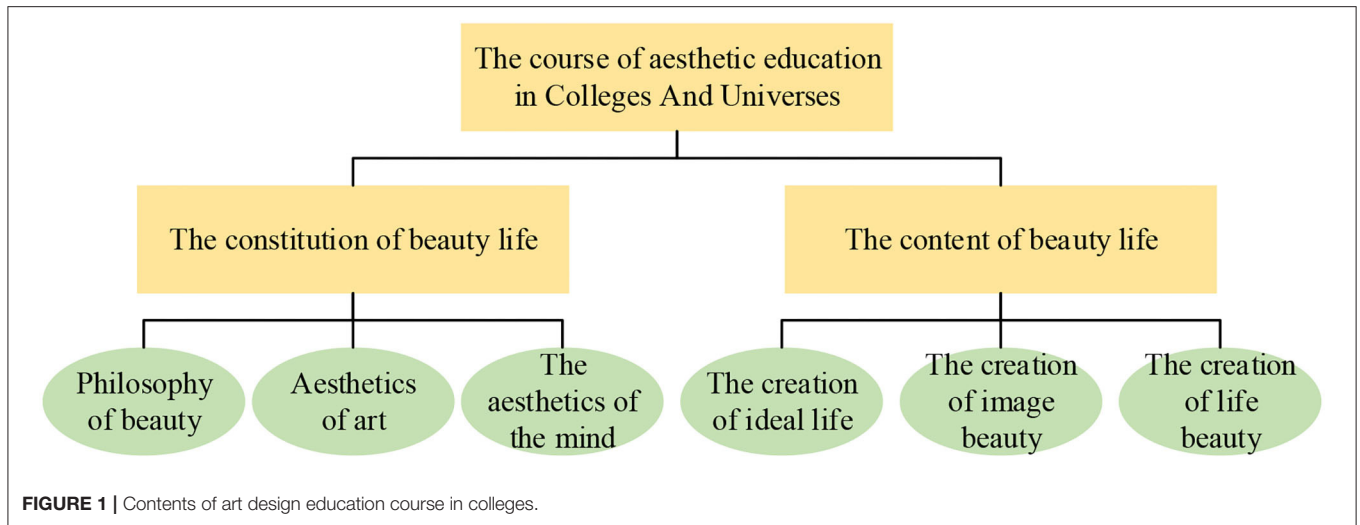 The course of aesthetic education
in Colleges And Universes
The constitution of beauty life
The content of beauty life
Philosophy
of beauty
Aesthetics
of art
The
aesthetics of
the mind
The creation
of ideal life
The creation
of image
beauty
The creation
of life
beauty
FIGURE 1 | Contents of art design education course in colleges.